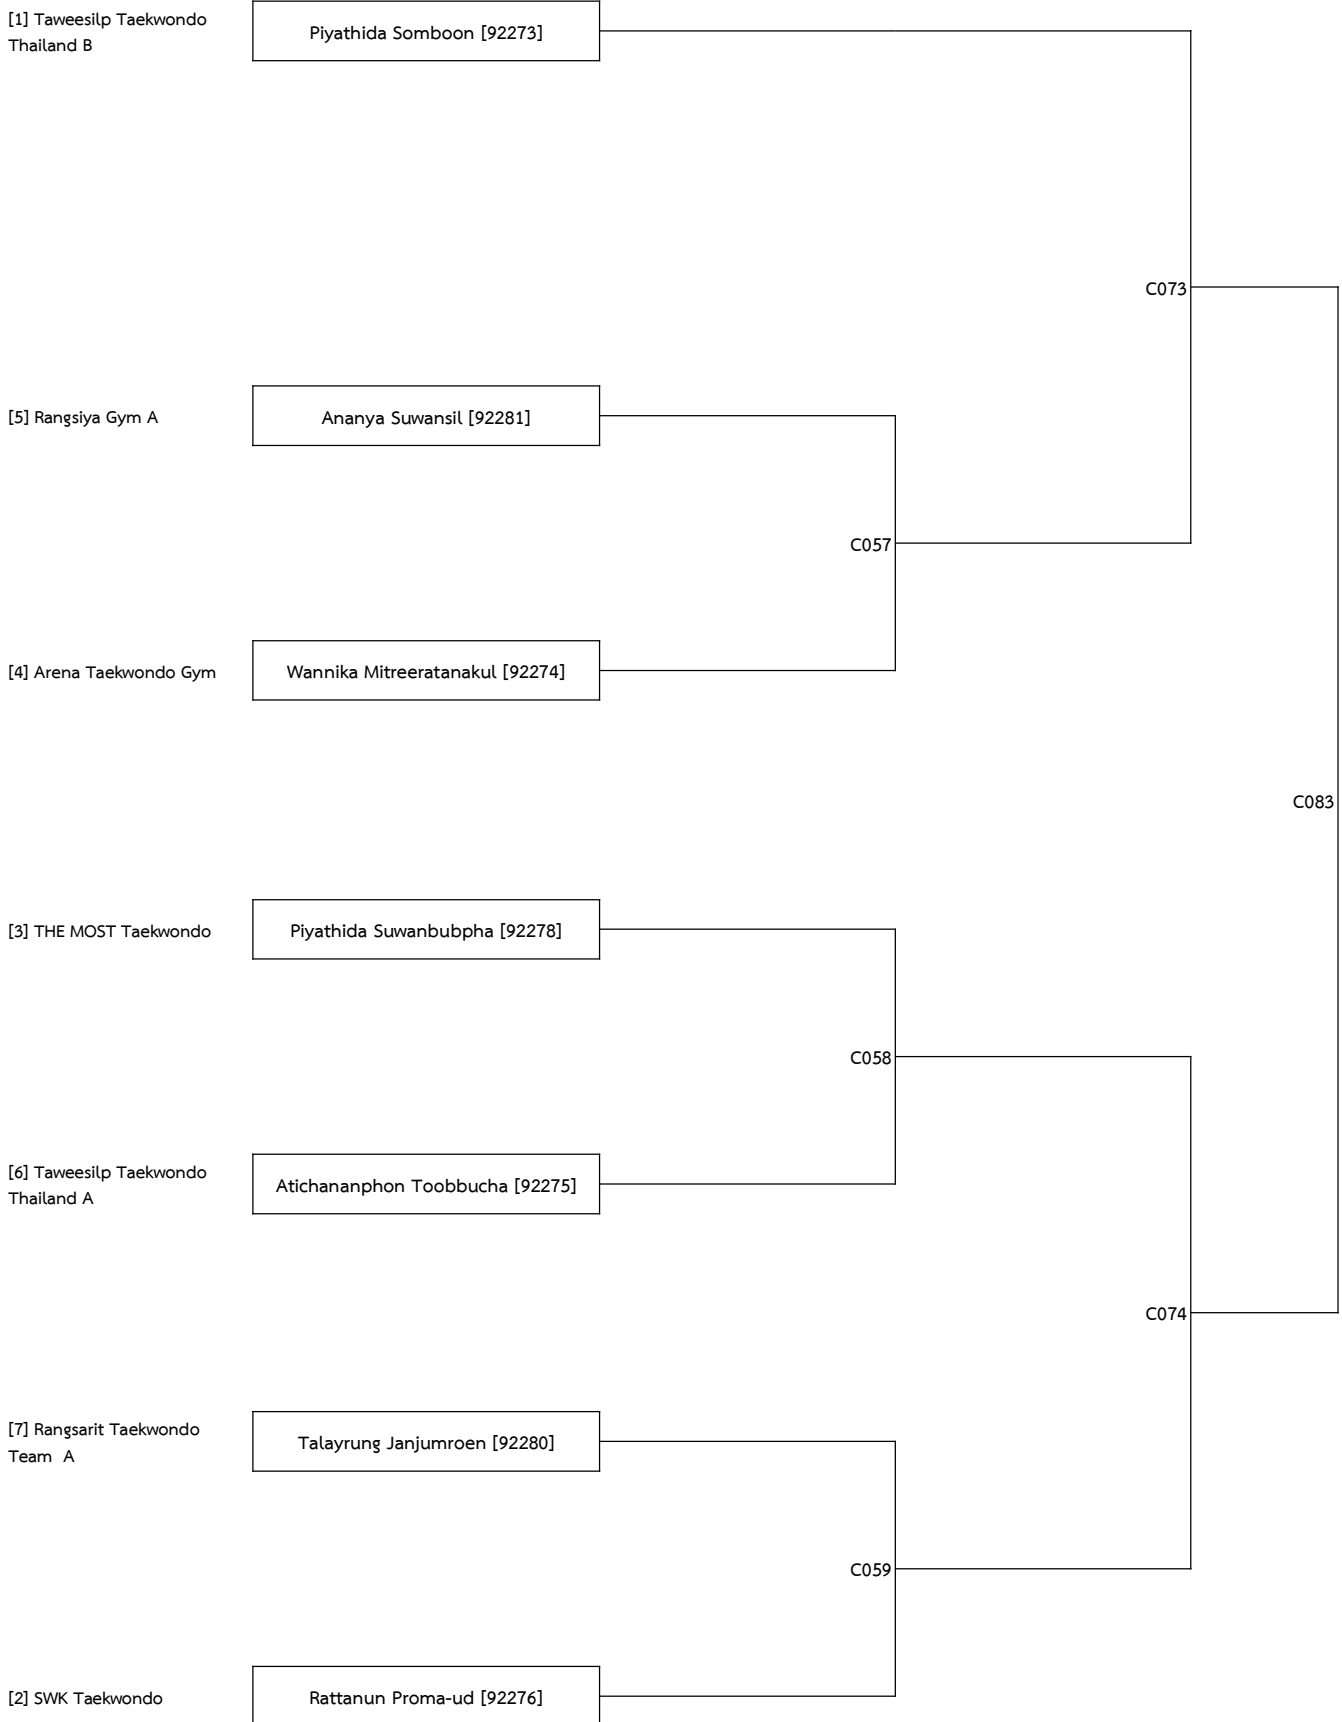 [1] Taweesilp Taekwondo
Thailand B
Piyathida Somboon [92273]
C073
[5] Rangsiya Gym A
Ananya Suwansil [92281]
C057
[4] Arena Taekwondo Gym
Wannika Mitreeratanakul [92274]
C083
[3] THE MOST Taekwondo
Piyathida Suwanbubpha [92278]
C058
[6] Taweesilp Taekwondo
Thailand A
Atichananphon Toobbucha [92275]
C074
[7] Rangsarit Taekwondo
Team  A
Talayrung Janjumroen [92280]
C059
[2] SWK Taekwondo
Rattanun Proma-ud [92276]